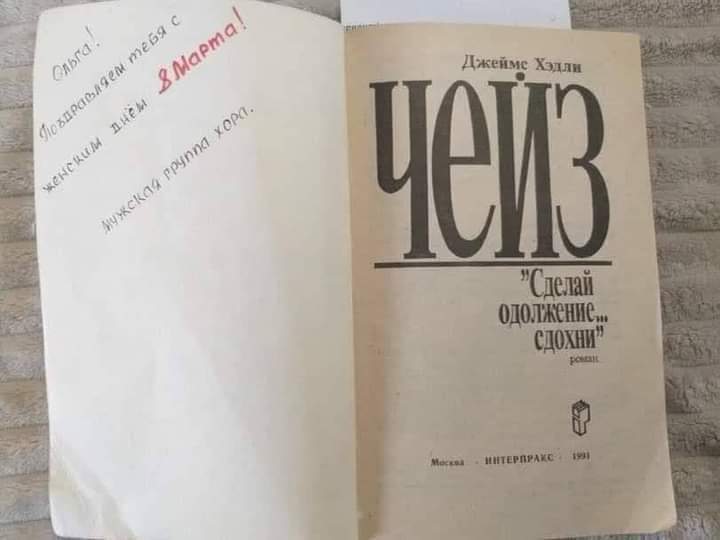 Ольга!
Поздравляем тебя с
женским днём 8 Марта!
Мужская группа хора.
Джеймс Хэдли
ЧЕЙЗ
"Сделай
одолжение...
сдохни"
роман
Москва · ИНТЕРПРАКС · 1991